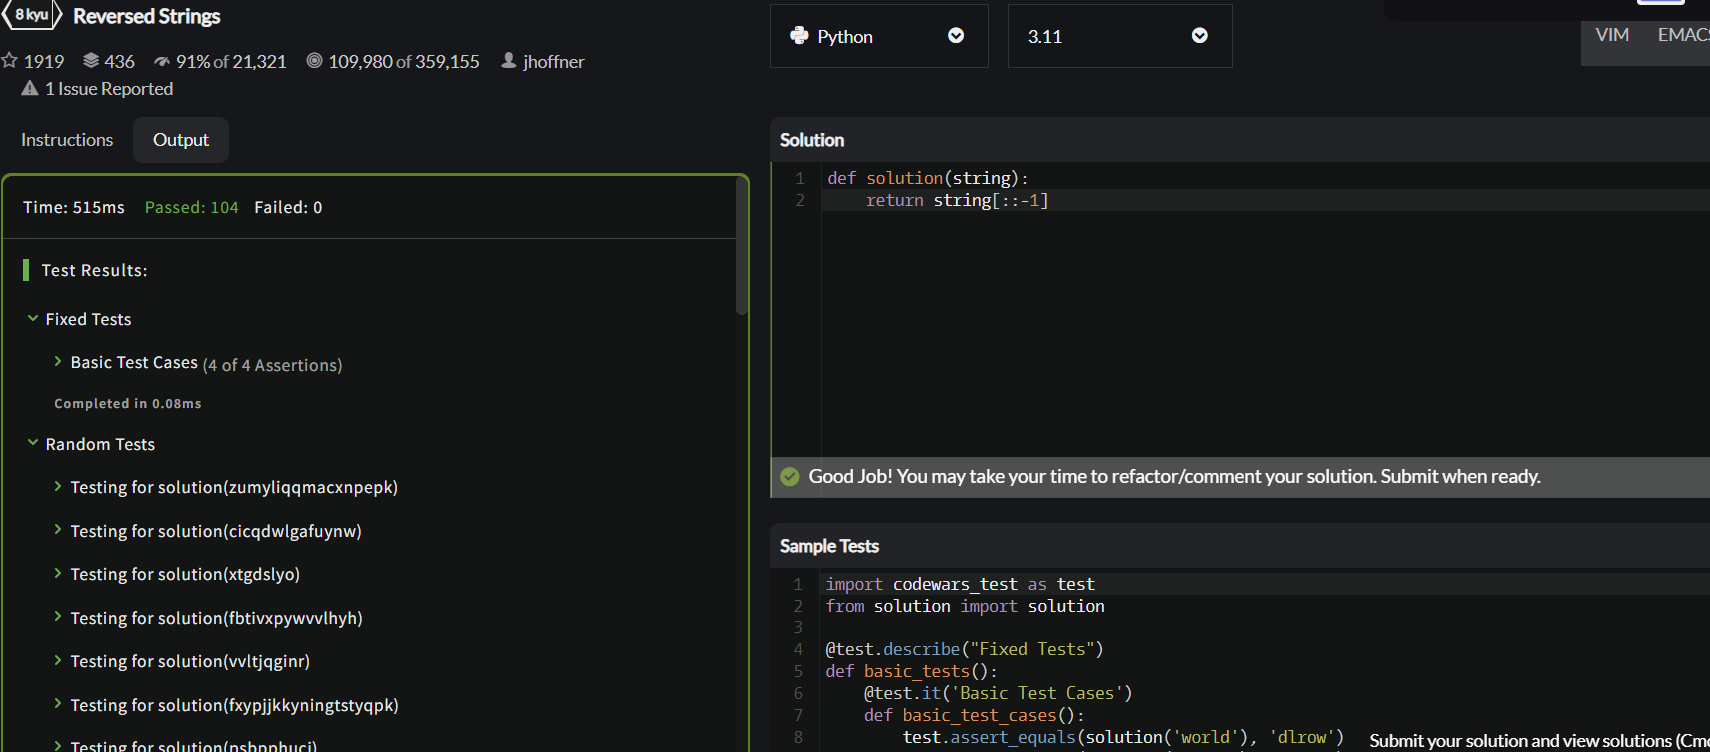 8 kyu Reversed Strings
1919 436 91% of 21,321 109,980 of 359,155 jhoffner
1 Issue Reported
Instructions Output
Time: 515ms Passed: 104 Failed: 0
Test Results:
Fixed Tests
Basic Test Cases (4 of 4 Assertions)
Completed in 0.08ms
Random Tests
Testing for solution(zumyliqqmacxnpepk)
Testing for solution(cicqdwlgafuynw)
Testing for solution(xtgdslyo)
Testing for solution(fbtivxpywvvlhyh)
Testing for solution(vvltjqginr)
Testing for solution(fxypjjkkyningtstyqpk)
Testing for
Python 3.11
VIM EMACS
Solution
1 def solution(string):
2     return string[::-1]
Good Job! You may take your time to refactor/comment your solution. Submit when ready.
Sample Tests
1 import codewars_test as test
2 from solution import solution
3
4 @test.describe("Fixed Tests")
5 def basic_tests():
6     @test.it('Basic Test Cases')
7     def basic_test_cases():
8         test.assert_equals(solution('world'), 'dlrow')
Submit your solution and view solutions (Cmd